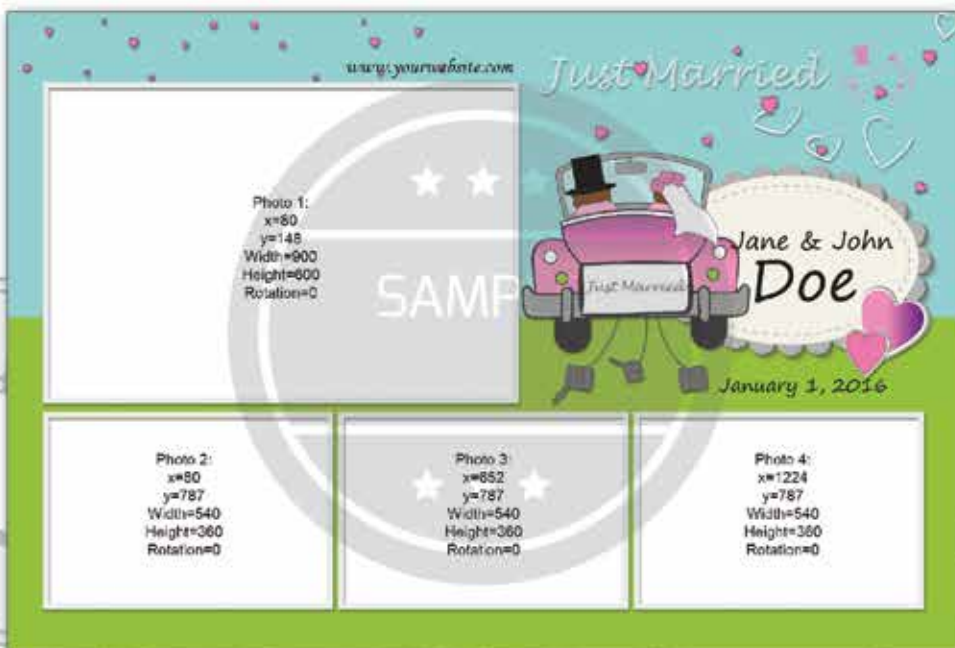 www.yourwebsite.com
Just Married
Photo 1:
x=80
y=148
Width=900
Height=600
Rotation=0
SAMP
Just Married
Jane & John
Doe
January 1, 2016
Photo 2:
x=80
y=787
Width=540
Height=360
Rotation=0
Photo 3:
x=652
y=787
Width=540
Height=360
Rotation=0
Photo 4:
x=1224
y=787
Width=540
Height=360
Rotation=0